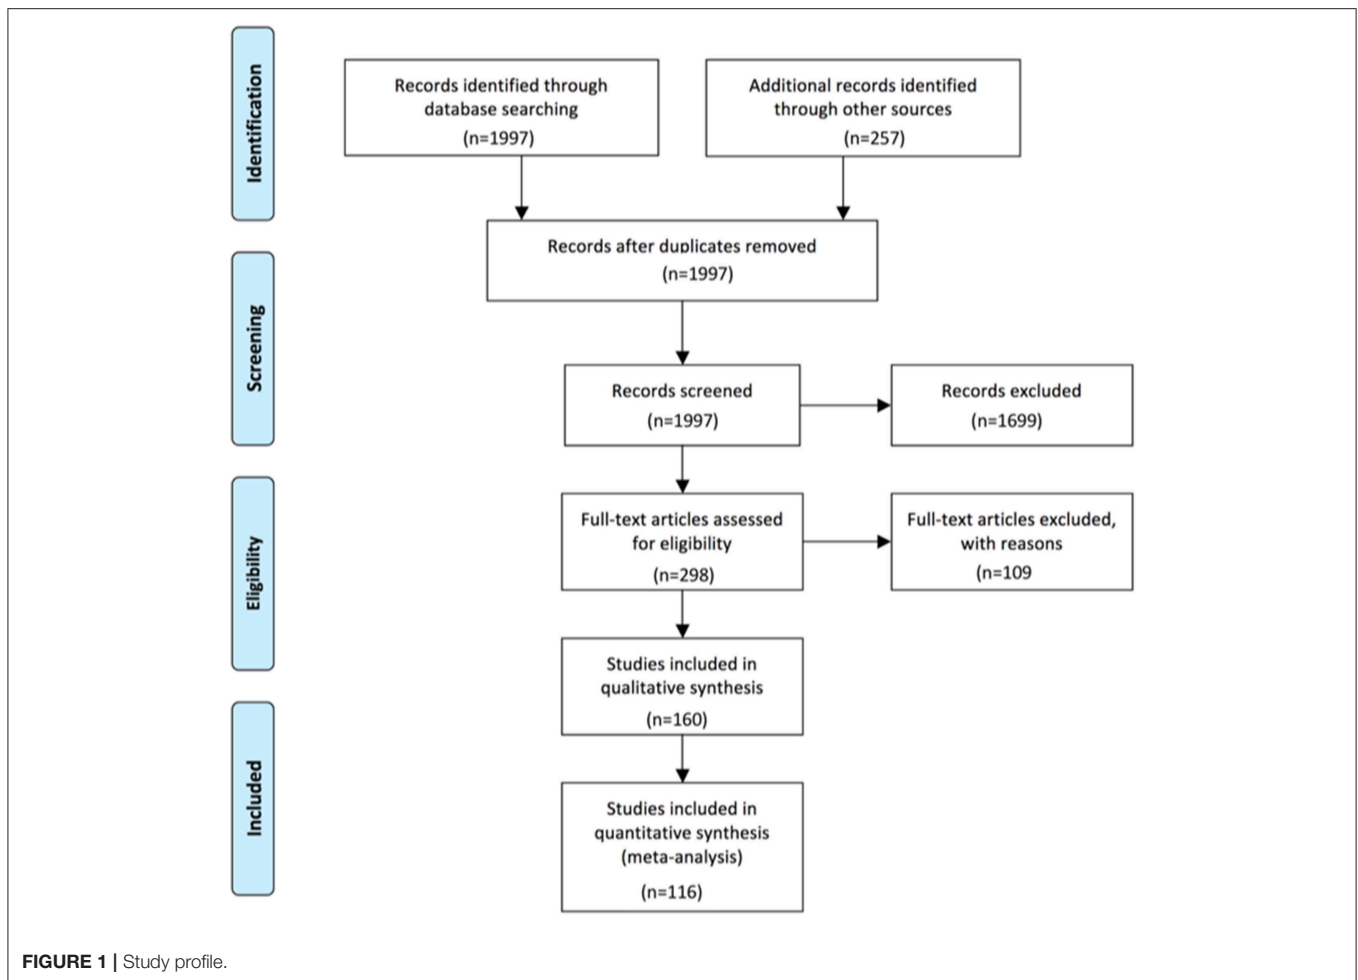 Identification
Records identified through
database searching
(n=1997)
Additional records identified
through other sources
(n=257)
Records after duplicates removed
(n=1997)
Screening
Records screened
(n=1997)
Records excluded
(n=1699)
Eligibility
Full-text articles assessed
for eligibility
(n=298)
Full-text articles excluded,
with reasons
(n=109
Studies included in
qualitative synthesis
(n=160)
Included
Studies included in
quantitative synthesis
(meta-analysis)
(n=116)
FIGURE 1 | Study profile.